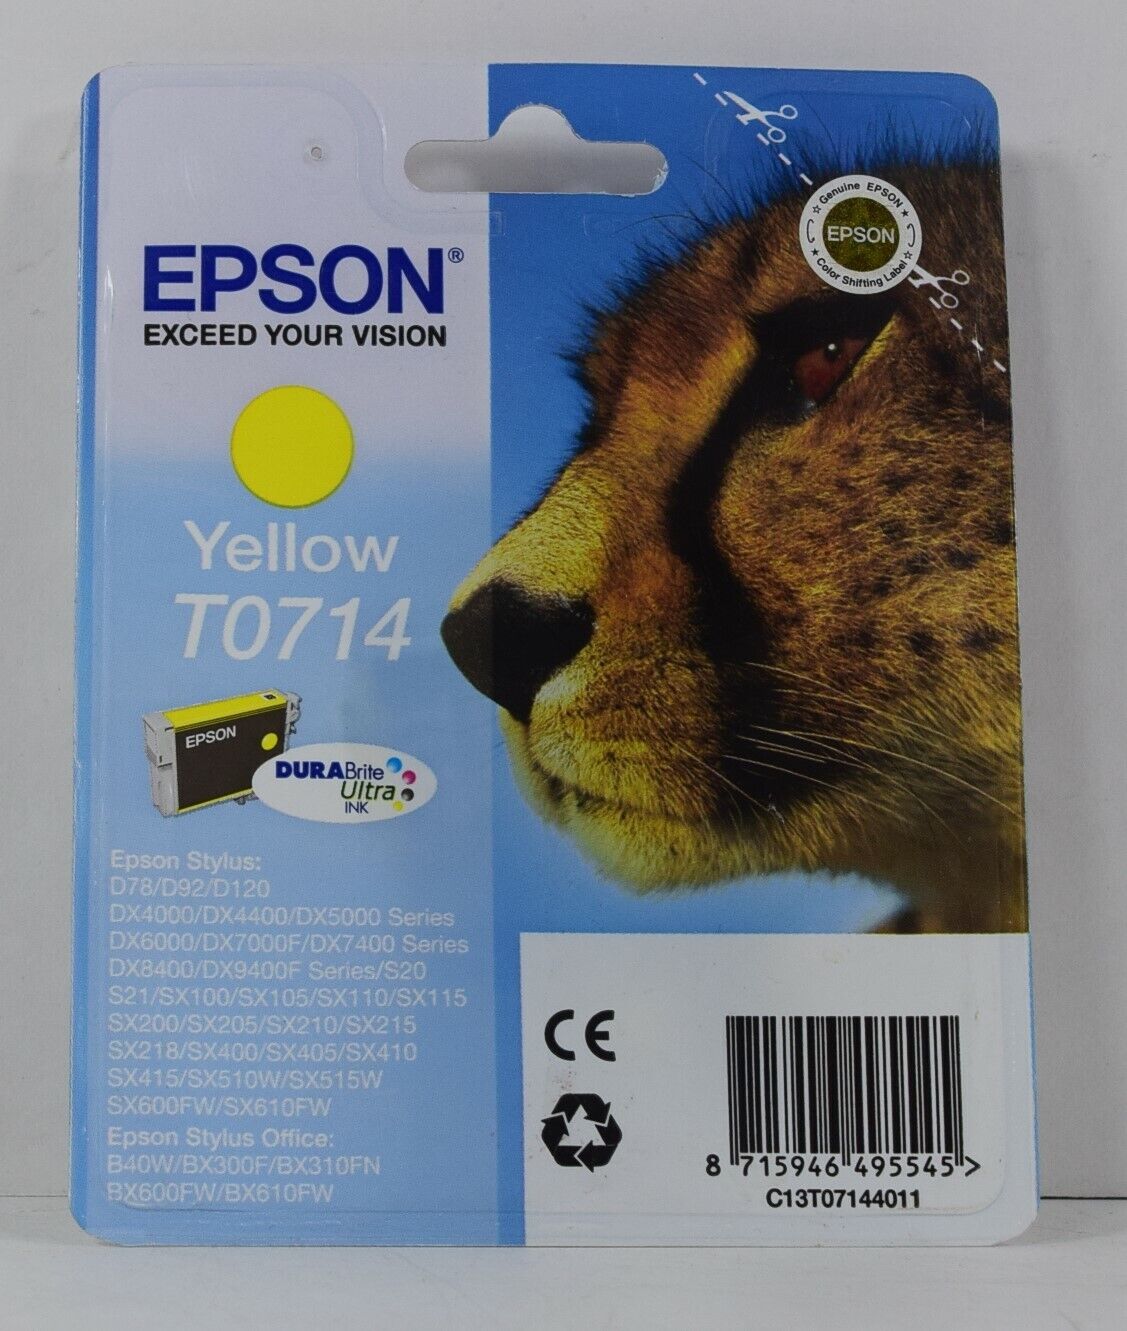 EPSON®
EXCEED YOUR VISION
Genuine EPSON
EPSON
Color Shifting Label
Yellow
T0714
EPSON
DURABrite
Ultra
INK
Epson Stylus:
D78/D92/D120
DX4000/DX4400/DX5000 Series
DX6000/DX7000F/DX7400 Series
DX8400/DX9400F Series/S20
S21/SX100/SX105/SX110/SX115
SX200/SX205/SX210/SX215
SX218/SX400/SX405/SX410
SX415/SX510W/SX515W
SX600FW/SX610FW
Epson Stylus Office:
B40W/BX300F/BX310FN
BX600FW/BX610FW
CE
8 715946 495545 >
C13T07144011